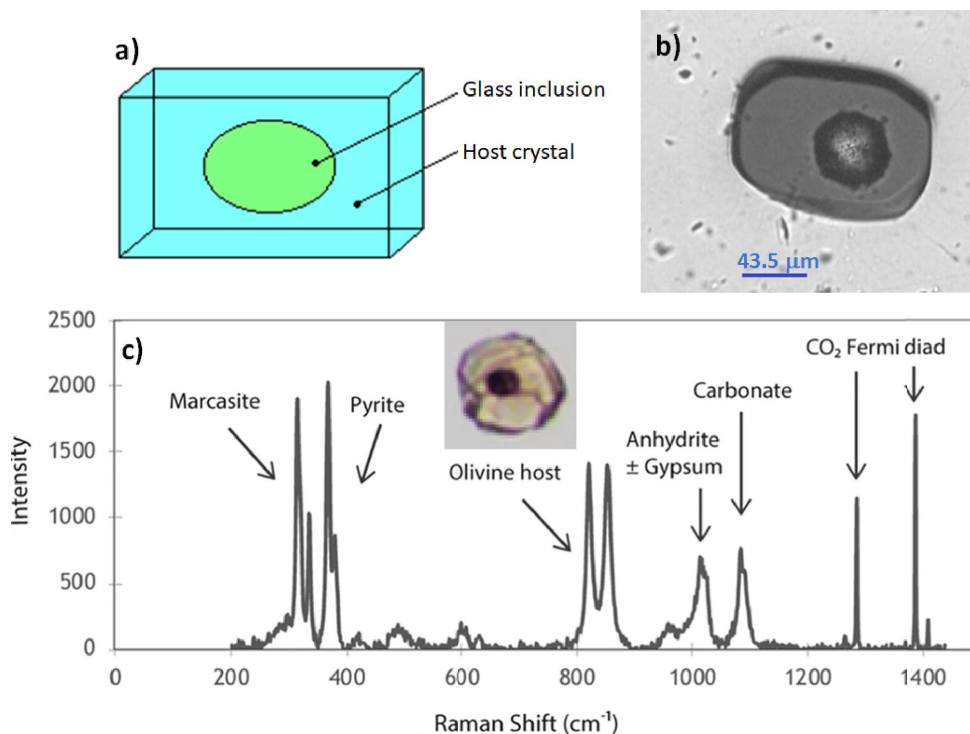 a)
Glass inclusion
Host crystal
b)
43.5 μm
c)
2500
2000
1500
1000
500
0
Intensity
Marcasite
Pyrite
Olivine host
Anhydrite
± Gypsum
Carbonate
CO₂ Fermi diad
0
200
400
600
800
1000
1200
1400
Raman Shift (cm⁻¹)